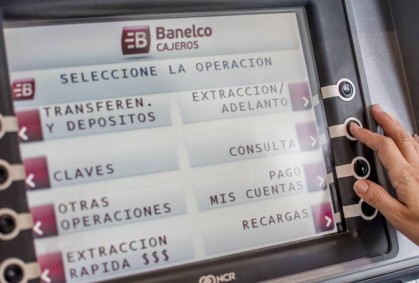 Banelco
CAJEROS
SELECCIONE LA OPERACION
TRANSFEREN.
Y DEPOSITOS
EXTRACCION/
ADELANTO
CLAVES
CONSULTA
OTRAS
OPERACIONES
PAGO
MIS CUENTAS
EXTRACCION
RAPIDA $$$
RECARGAS
NCR